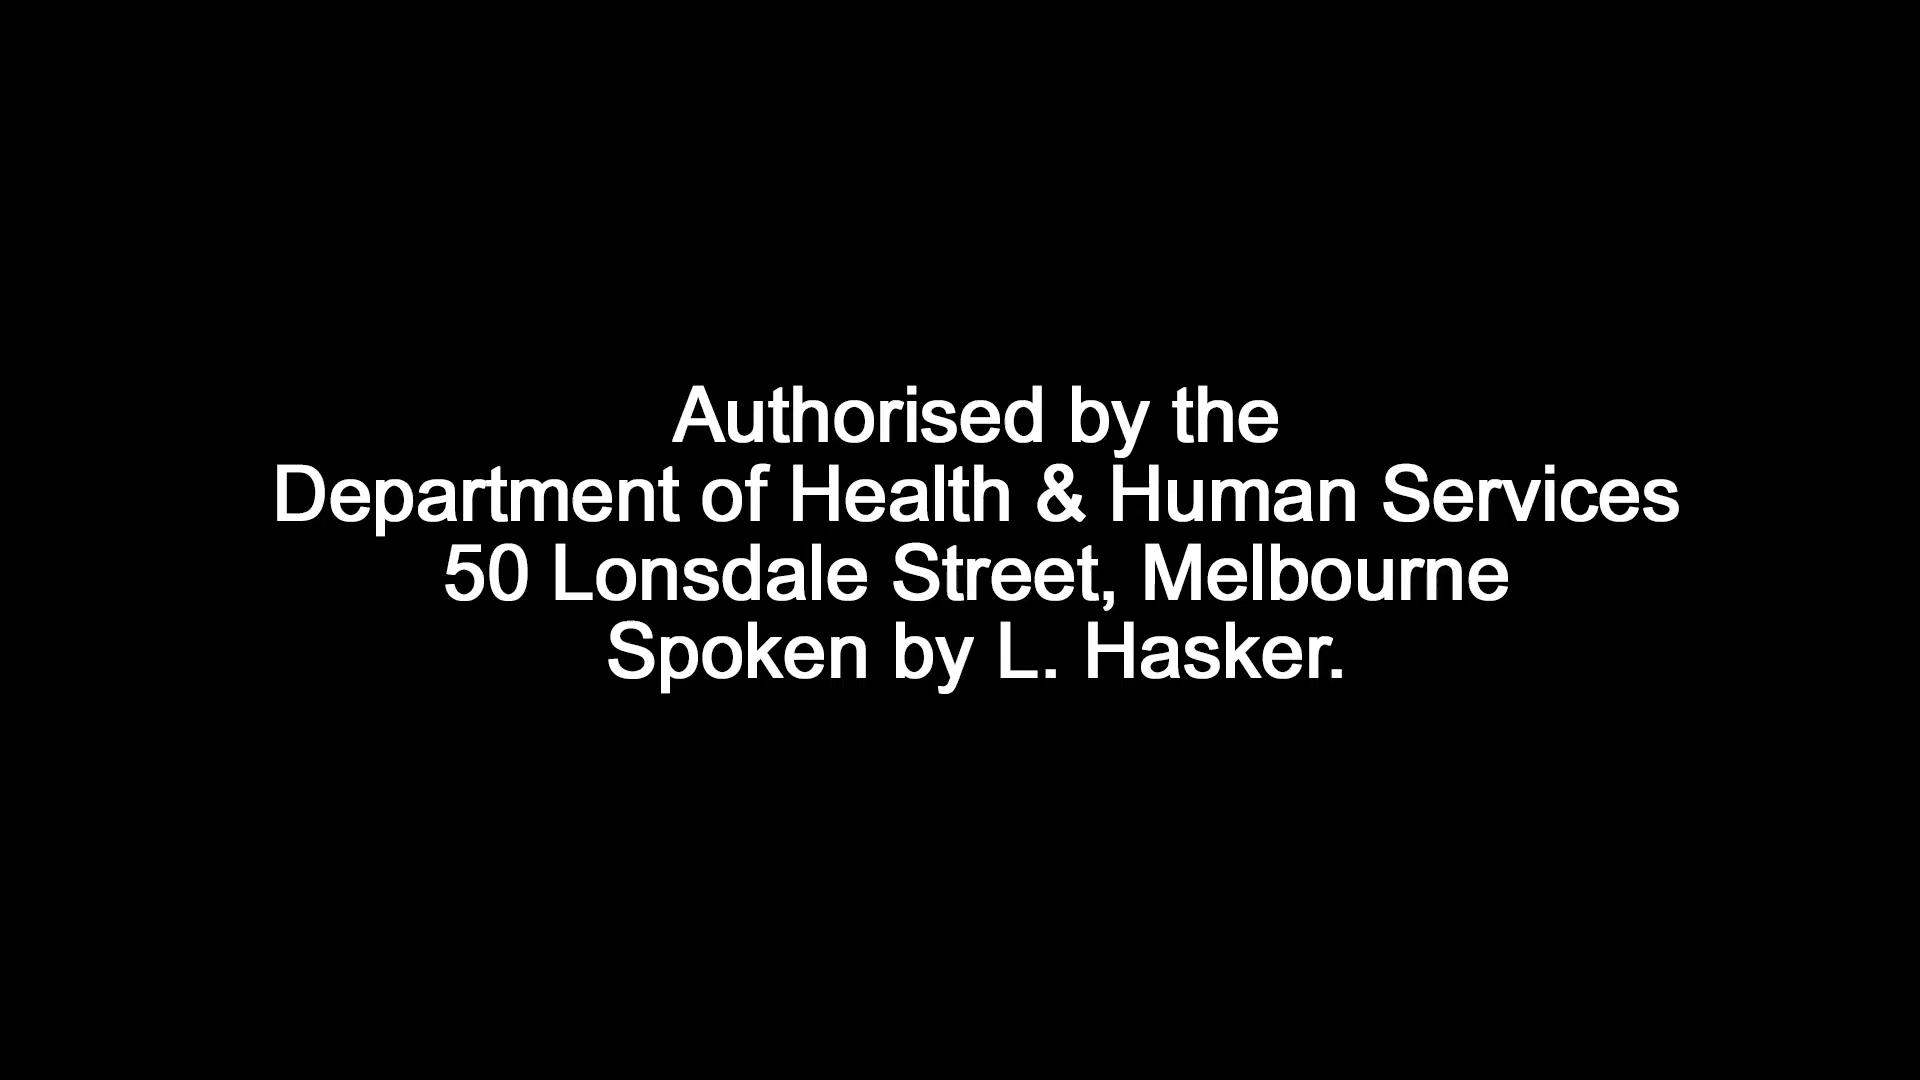 Authorised by the
Department of Health & Human Services
50 Lonsdale Street, Melbourne
Spoken by L. Hasker.